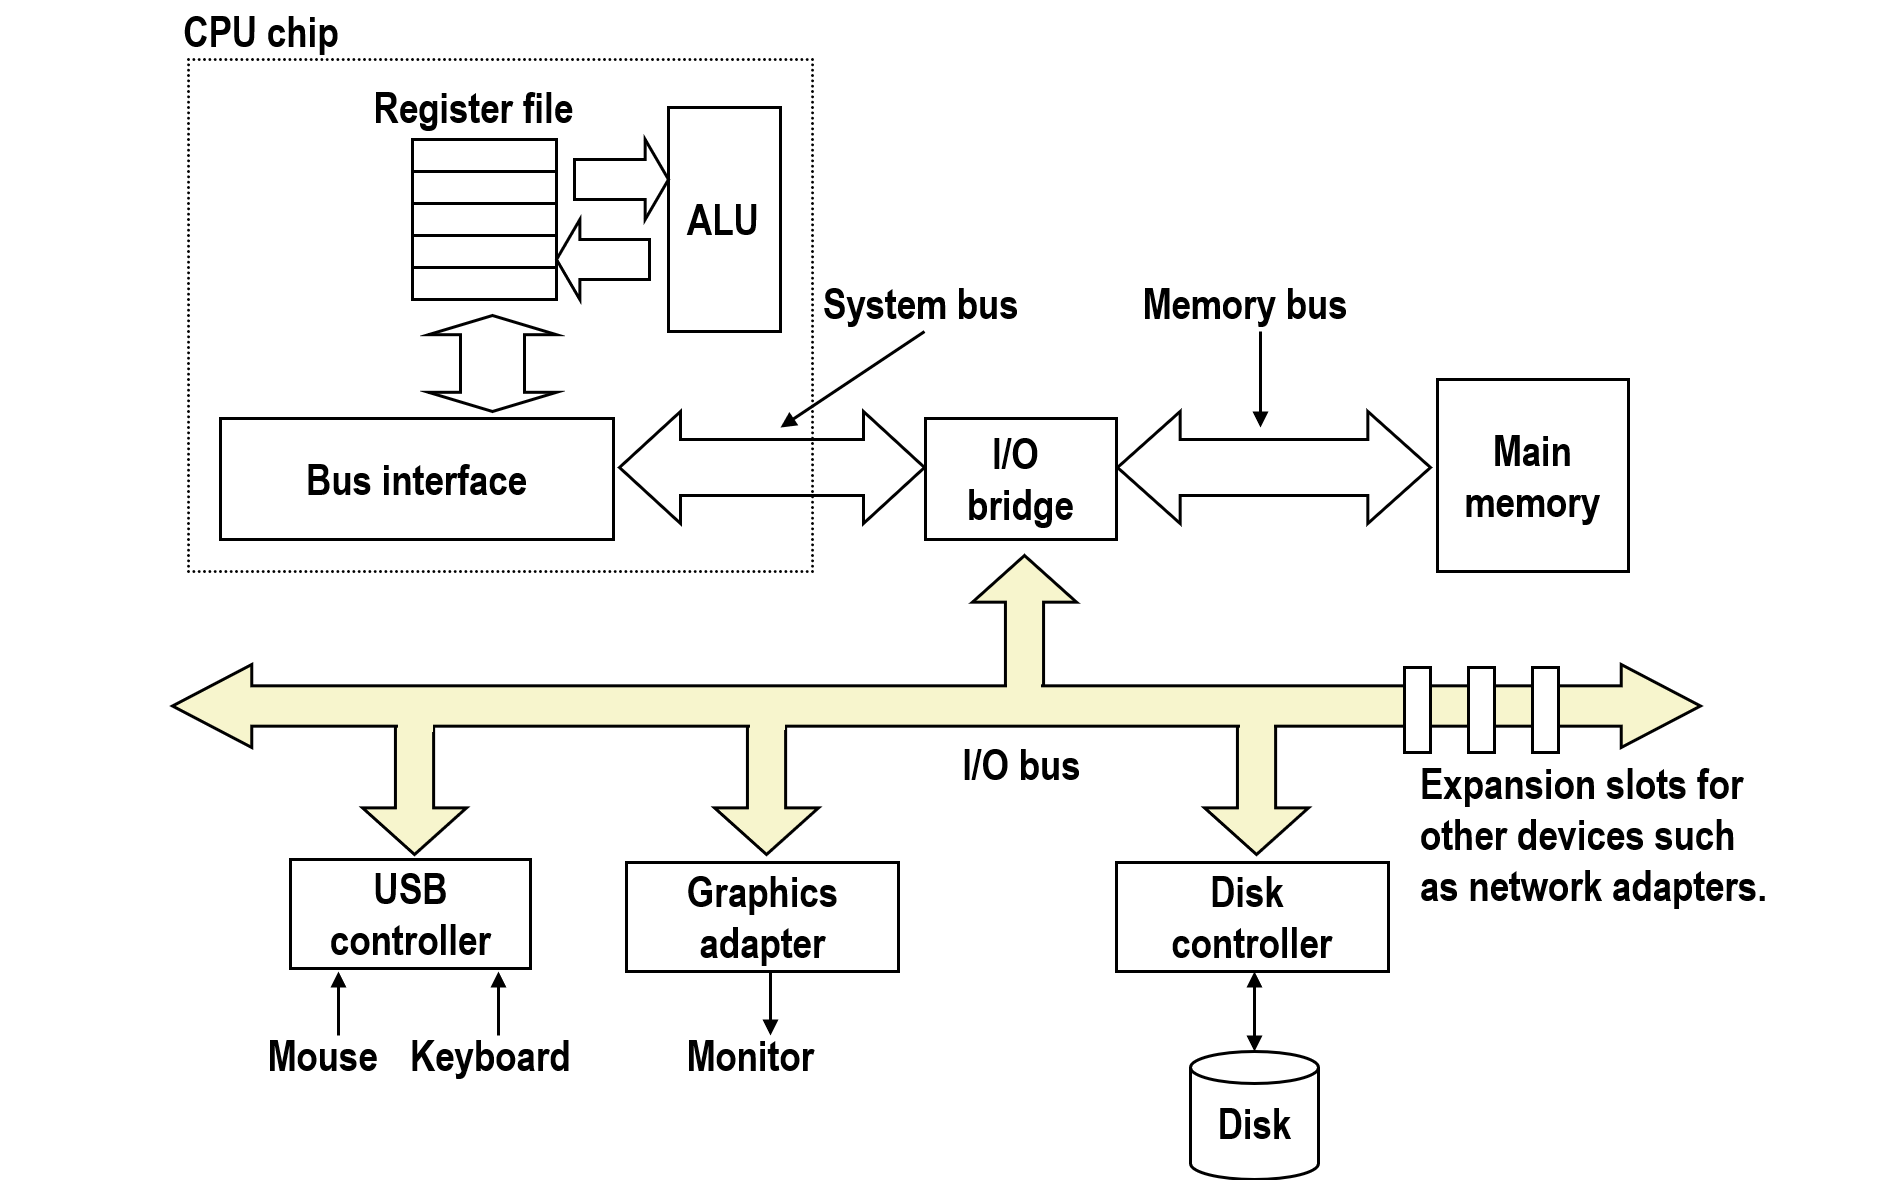 CPU chip
Register file
ALU
System bus
Memory bus
Bus interface
I/O
bridge
Main
memory
I/O bus
Expansion slots for
other devices such
as network adapters.
USB
controller
Graphics
adapter
Disk
controller
Mouse
Keyboard
Monitor
Disk